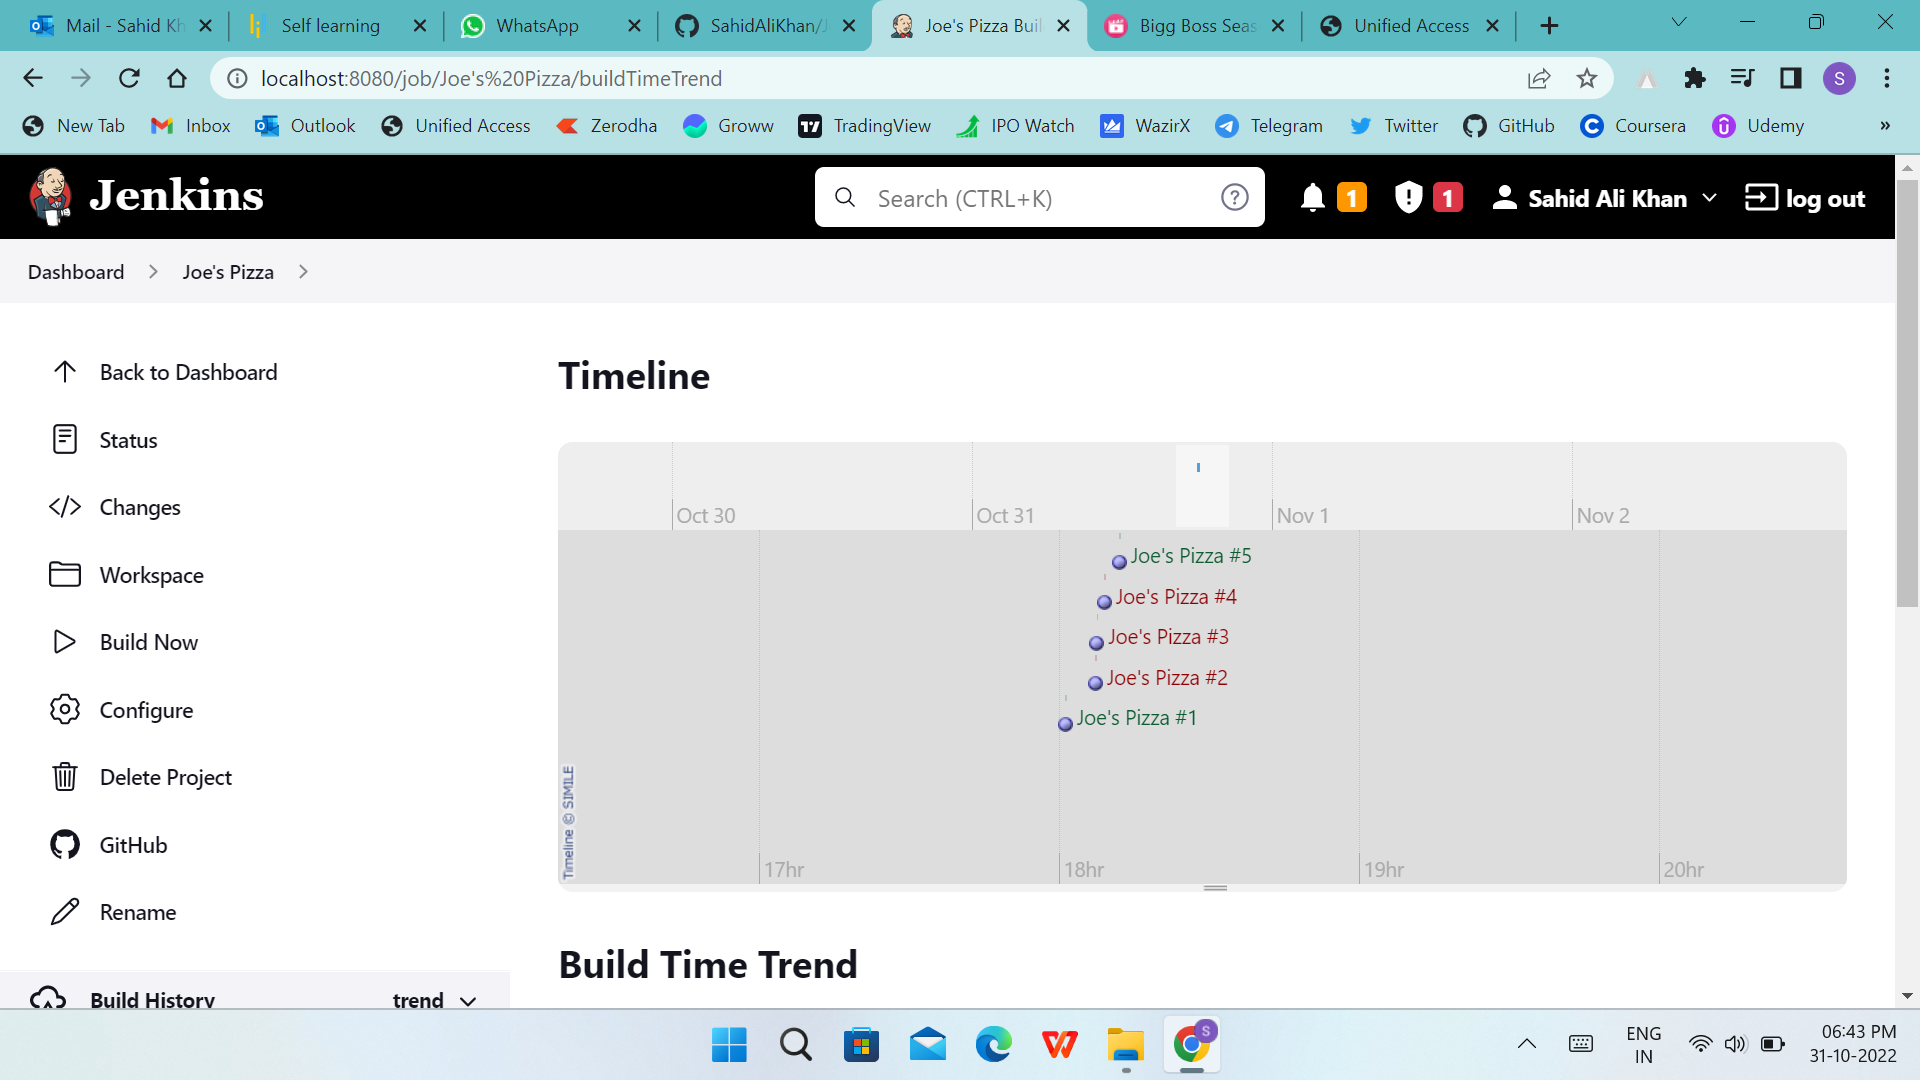 Mail - Sahid Kh
Self learning
WhatsApp
SahidAliKhan/J
Joe's Pizza Buil
Bigg Boss Seas
Unified Access
localhost:8080/job/Joe's%20Pizza/buildTimeTrend
S
New Tab
Inbox
Outlook
Unified Access
Zerodha
Groww
TradingView
IPO Watch
WazirX
Telegram
Twitter
GitHub
Coursera
Udemy
»
Jenkins
Search (CTRL+K)
1
1
Sahid Ali Khan
log out
Dashboard
Joe's Pizza
Back to Dashboard
Status
Changes
Workspace
Build Now
Configure
Delete Project
GitHub
Rename
Build History
trend
Timeline
Oct 30
Oct 31
Nov 1
Nov 2
Joe's Pizza #5
Joe's Pizza #4
Joe's Pizza #3
Joe's Pizza #2
Joe's Pizza #1
Timeline © SIMILE
17hr
18hr
19hr
20hr
Build Time Trend
S
ENG
IN
06:43 PM
31-10-2022